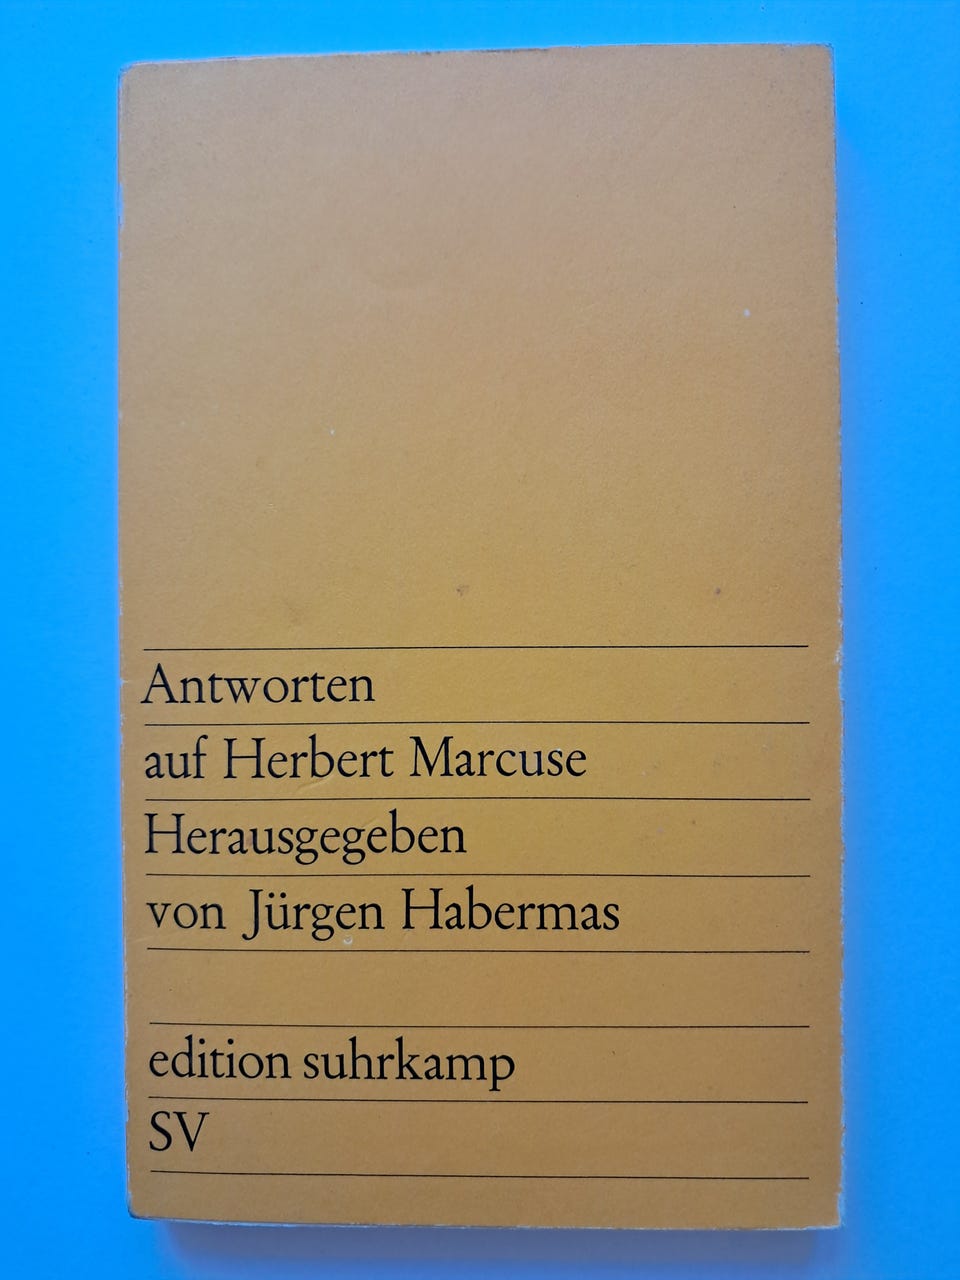 Antworten
auf Herbert Marcuse
Herausgegeben
von Jürgen Habermas
edition suhrkamp
SV